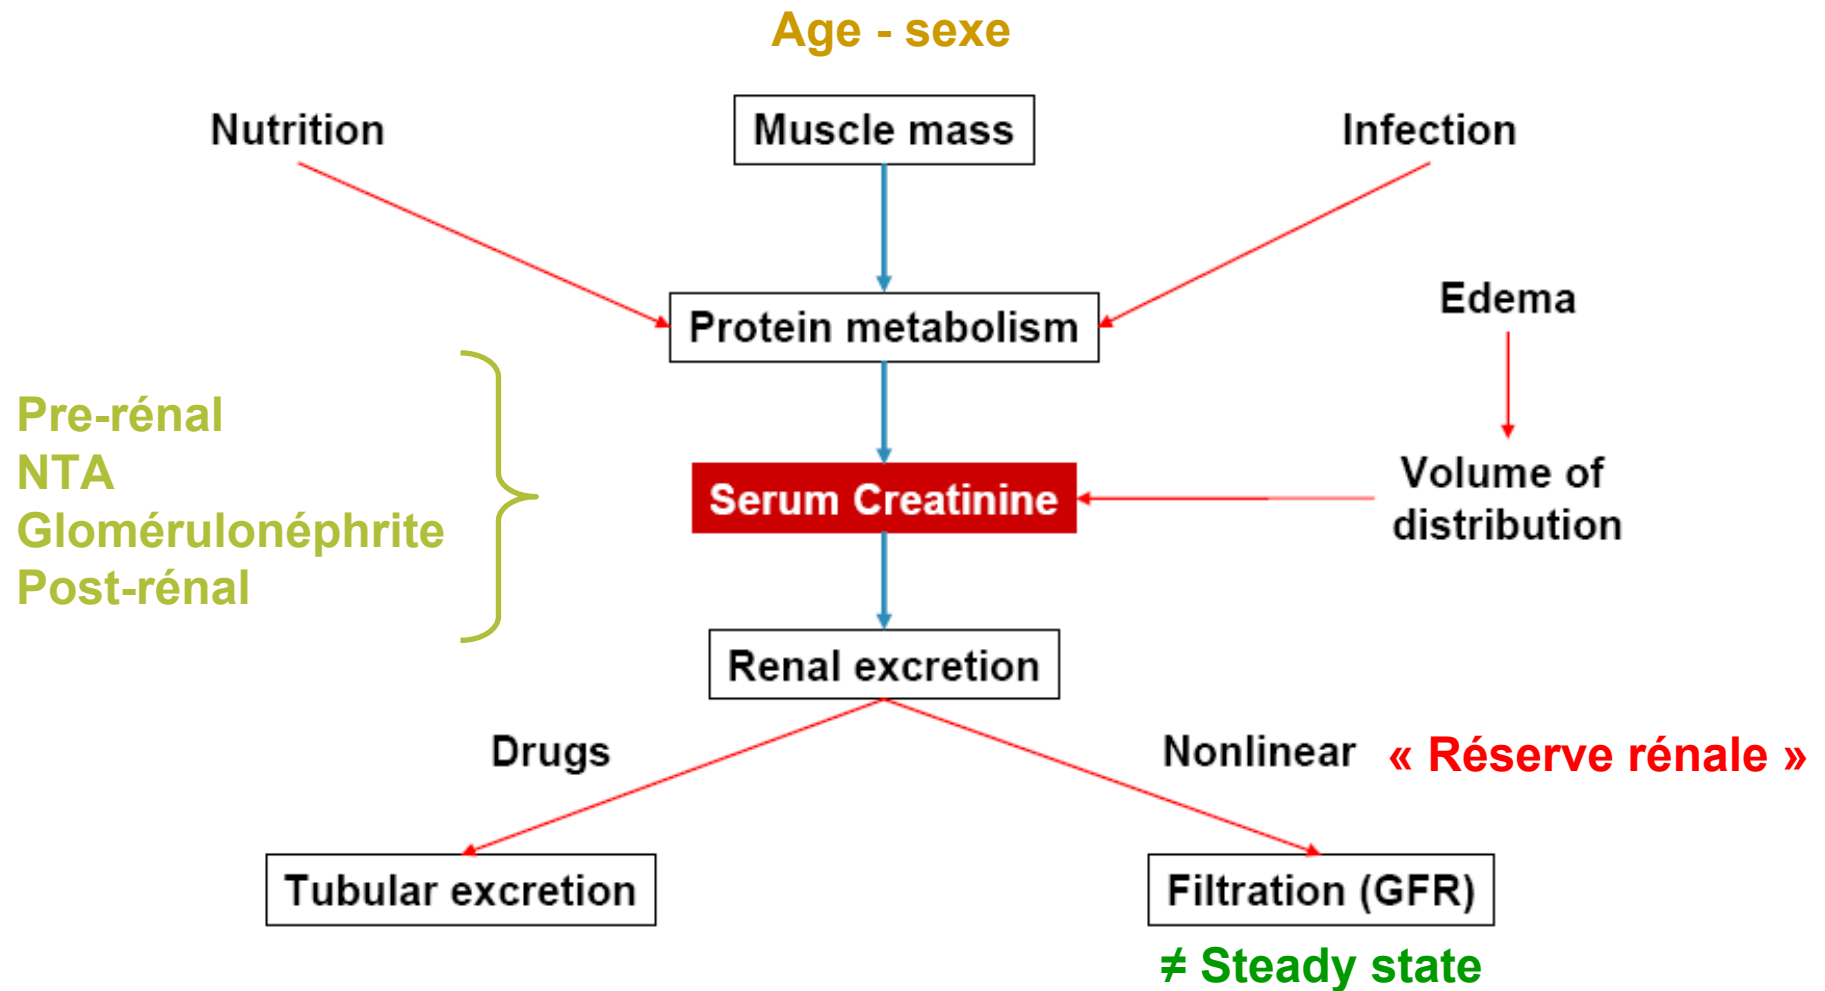 Age - sexe
Nutrition
Muscle mass
Infection
Protein metabolism
Edema
Pre-rénal
NTA
Glomérulonéphrite
Post-rénal
Serum Creatinine
Volume of
distribution
Renal excretion
Drugs
Nonlinear
« Réserve rénale »
Tubular excretion
Filtration (GFR)
≠ Steady state